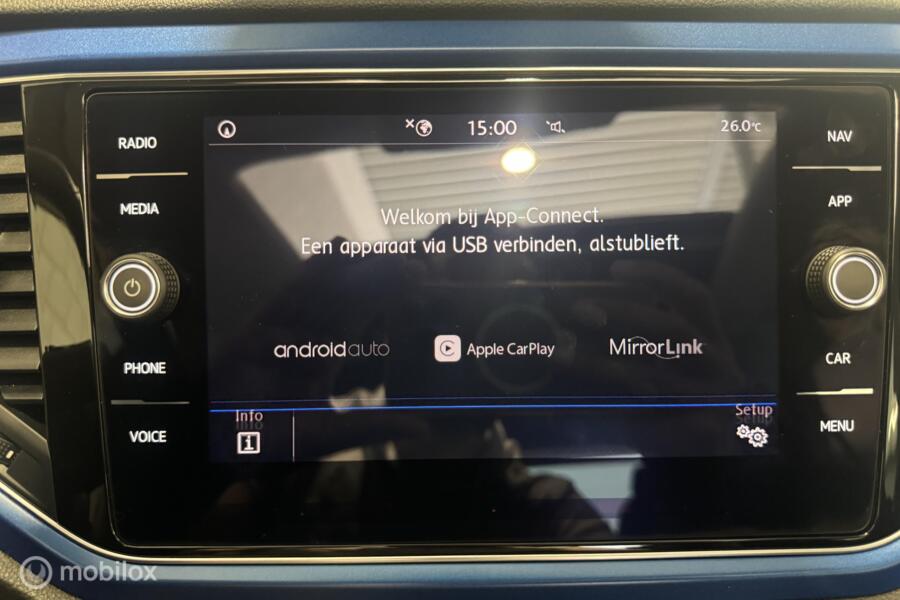 RADIO
MEDIA
PHONE
VOICE
15:00
26.0°C
Welkom bij App-Connect.
Een apparaat via USB verbinden, alstublieft.
androidauto
Apple CarPlay
MirrorLink
Info
Setup
NAV
APP
CAR
MENU
mobilox